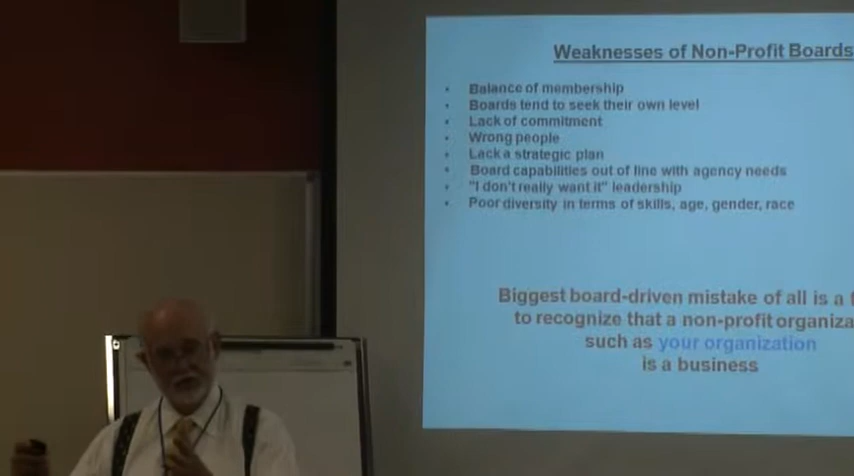 Weaknesses of Non-Profit Boards
• Balance of membership
• Boards tend to seek their own level
• Lack of commitment
• Wrong people
• Lack a strategic plan
• Board capabilities out of line with agency needs
• "I don't really want it" leadership
• Poor diversity in terms of skills, age, gender, race
Biggest board-driven mistake of all is a
to recognize that a non-profit
such as your organization
is a business